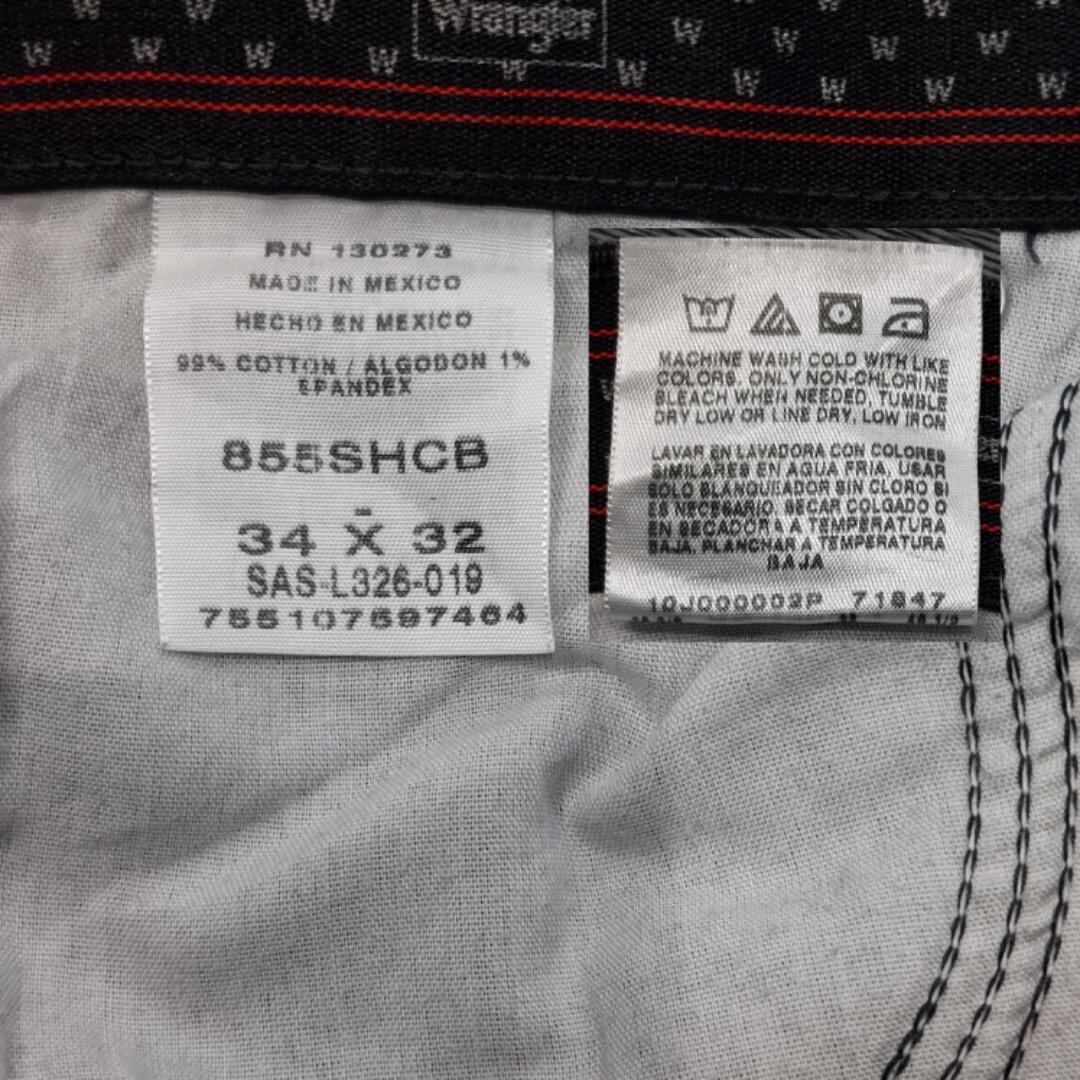 Wrangler
W W W W W W W
W W W W W W W W W
RN 130273
MADE IN MEXICO
HECHO EN MEXICO
99% COTTON / ALGODON 1%
SPANDEX
855SHCB
34 X 32
SAS-L326-019
755107597464
MACHINE WASH COLD WITH LIKE
COLORS, ONLY NON-CHLORINE
BLEACH WHEN NEEDED, TUMBLE
DRY LOW OR LINE DRY, LOW IRON
LAVAR EN LAVADORA CON COLORES
SIMILARES EN AGUA FRIA, USAR
SOLO BLANQUEADOR SIN CLORO SI
ES NECESARIO, SECAR COLGADO O
EN SECADORA A TEMPERATURA
BAJA, PLANCHAR A TEMPERATURA
BAJA
10J000002P 71847